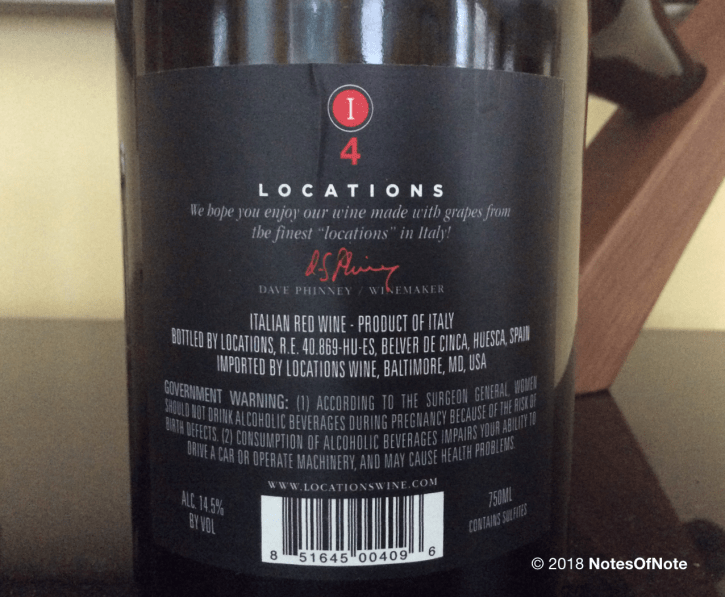 I
4
LOCATIONS
We hope you enjoy our wine made with grapes from
the finest "locations" in Italy!
D.S. Phinney
DAVE PHINNEY / WINEMAKER
ITALIAN RED WINE - PRODUCT OF ITALY
BOTTLED BY LOCATIONS, R.E. 40.869-HU-ES, BELVER DE CINCA, HUESCA, SPAIN
IMPORTED BY LOCATIONS WINE, BALTIMORE, MD, USA
GOVERNMENT WARNING: (1) ACCORDING TO THE SURGEON GENERAL, WOMEN
SHOULD NOT DRINK ALCOHOLIC BEVERAGES DURING PREGNANCY BECAUSE OF THE RISK OF
BIRTH DEFECTS. (2) CONSUMPTION OF ALCOHOLIC BEVERAGES IMPAIRS YOUR ABILITY TO
DRIVE A CAR OR OPERATE MACHINERY, AND MAY CAUSE HEALTH PROBLEMS.
WWW.LOCATIONSWINE.COM
ALC. 14.5%
BY VOL
750ML
CONTAINS SULFITES
8 51645 00409 6
© 2018 NotesOfNote